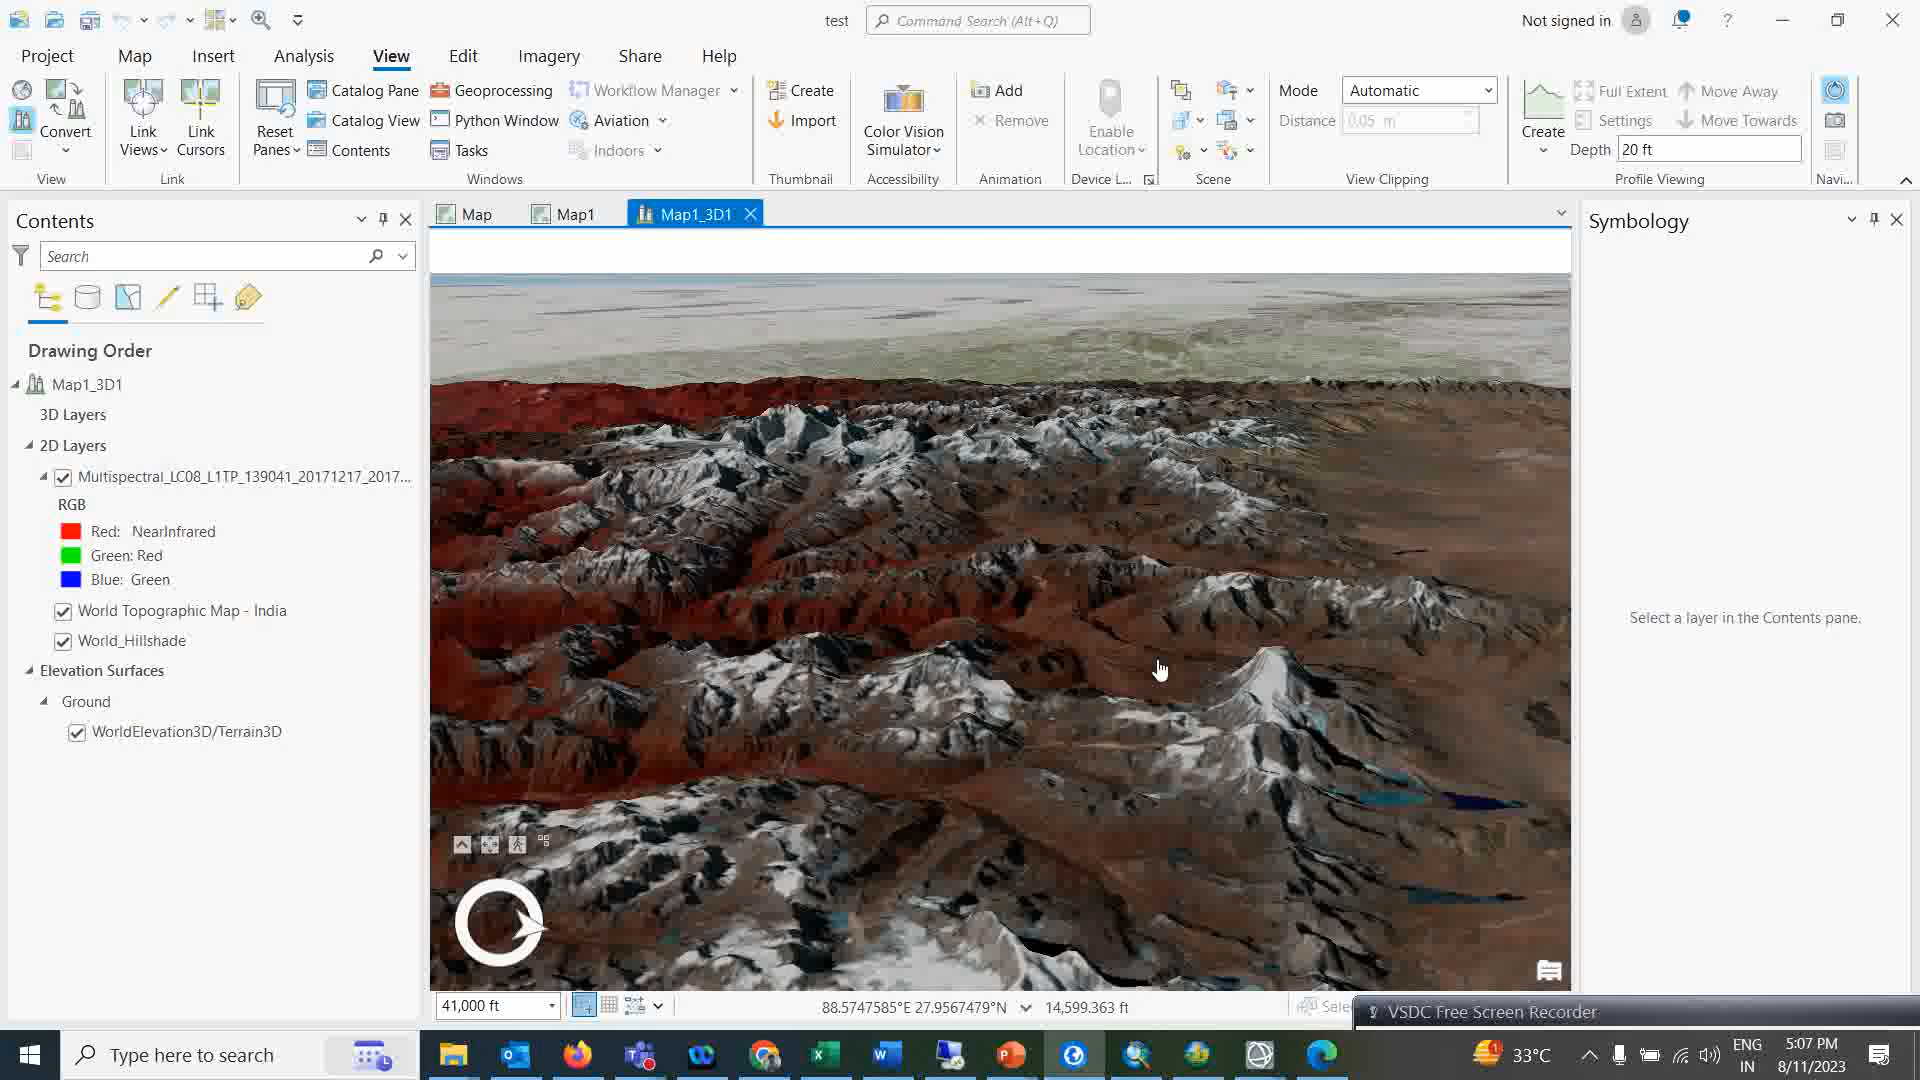 test
Command Search (Alt+Q)
Not signed in
?
Project Map Insert Analysis View Edit Imagery Share Help
Convert
View
Link Views
Link Cursors
Link
Reset Panes
Catalog Pane
Catalog View
Contents
Geoprocessing
Python Window
Tasks
Workflow Manager
Aviation
Indoors
Windows
Create
Import
Thumbnail
Color Vision Simulator
Accessibility
Add
Remove
Animation
Enable Location
Device L...
Scene
Mode Automatic
Distance 0.05 m
View Clipping
Create
Full Extent
Settings
Depth 20 ft
Move Away
Move Towards
Profile Viewing
Navi...
Contents
Search
Drawing Order
Map1_3D1
3D Layers
2D Layers
Multispectral_LC08_L1TP_139041_20171217_2017...
RGB
Red: NearInfrared
Green: Red
Blue: Green
World Topographic Map - India
World_Hillshade
Elevation Surfaces
Ground
WorldElevation3D/Terrain3D
Map Map1 Map1_3D1
Symbology
Select a layer in the Contents pane.
41,000 ft
88.5747585°E 27.9567479°N
14,599.363 ft
Sele
VSDC Free Screen Recorder
Type here to search
1
33°C
ENG
IN
5:07 PM
8/11/2023